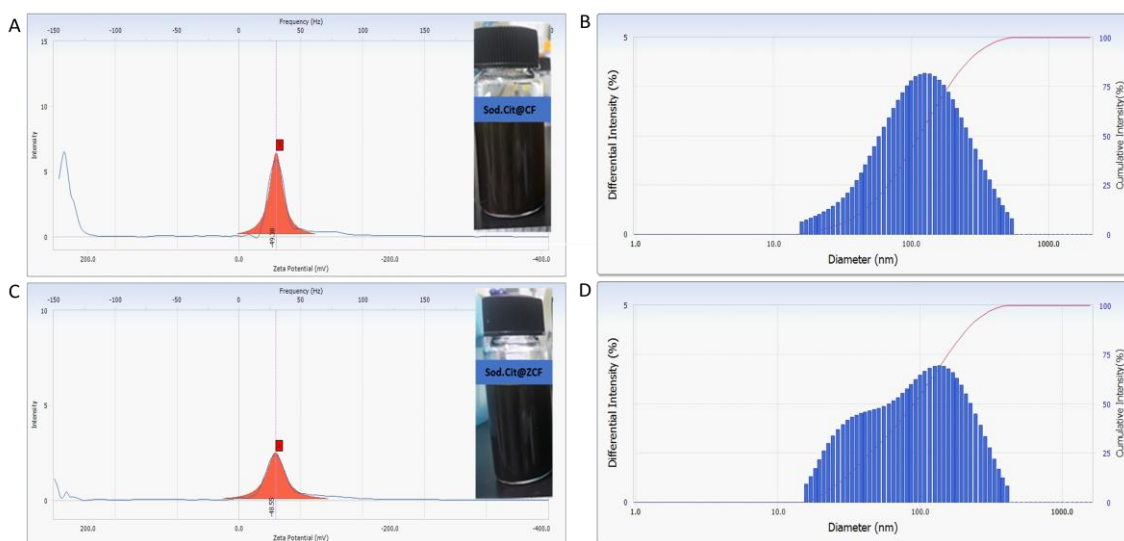 A
Frequency (Hz)
-150 -100 -50 0 50 100 150
15
10
5
0
Intensity
200.0 0.0 -200.0 -400.0
Zeta Potential (mV)
Sod.Cit@CF
B
5
0
Differential Intensity (%)
100
75
50
25
0
Cumulative Intensity(%)
1.0 10.0 100.0 1000.0
Diameter (nm)
C
Frequency (Hz)
-150 -100 -50 0 50 100 150
10
5
0
Intensity
-48.55
200.0 0.0 -200.0 -400.0
Zeta Potential (mV)
Sod.Cit@ZCF
D
5
0
Differential Intensity (%)
100
75
50
25
0
Cumulative Intensity(%)
1.0 10.0 100.0 1000.0
Diameter (nm)